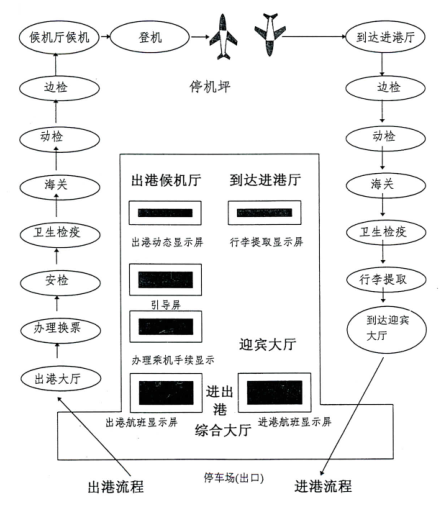 候机厅候机
登机
到达进港厅
停机坪
边检
边检
动检
动检
海关
海关
卫生检疫
卫生检疫
安检
行李提取
办理换票
到达迎宾
大厅
出港大厅
出港候机厅
到达进港厅
出港动态显示屏
行李提取显示屏
引导屏
办理乘机手续显示
迎宾大厅
进出
港
出港航班显示屏
进港航班显示屏
综合大厅
停车场(出口)
出港流程
进港流程